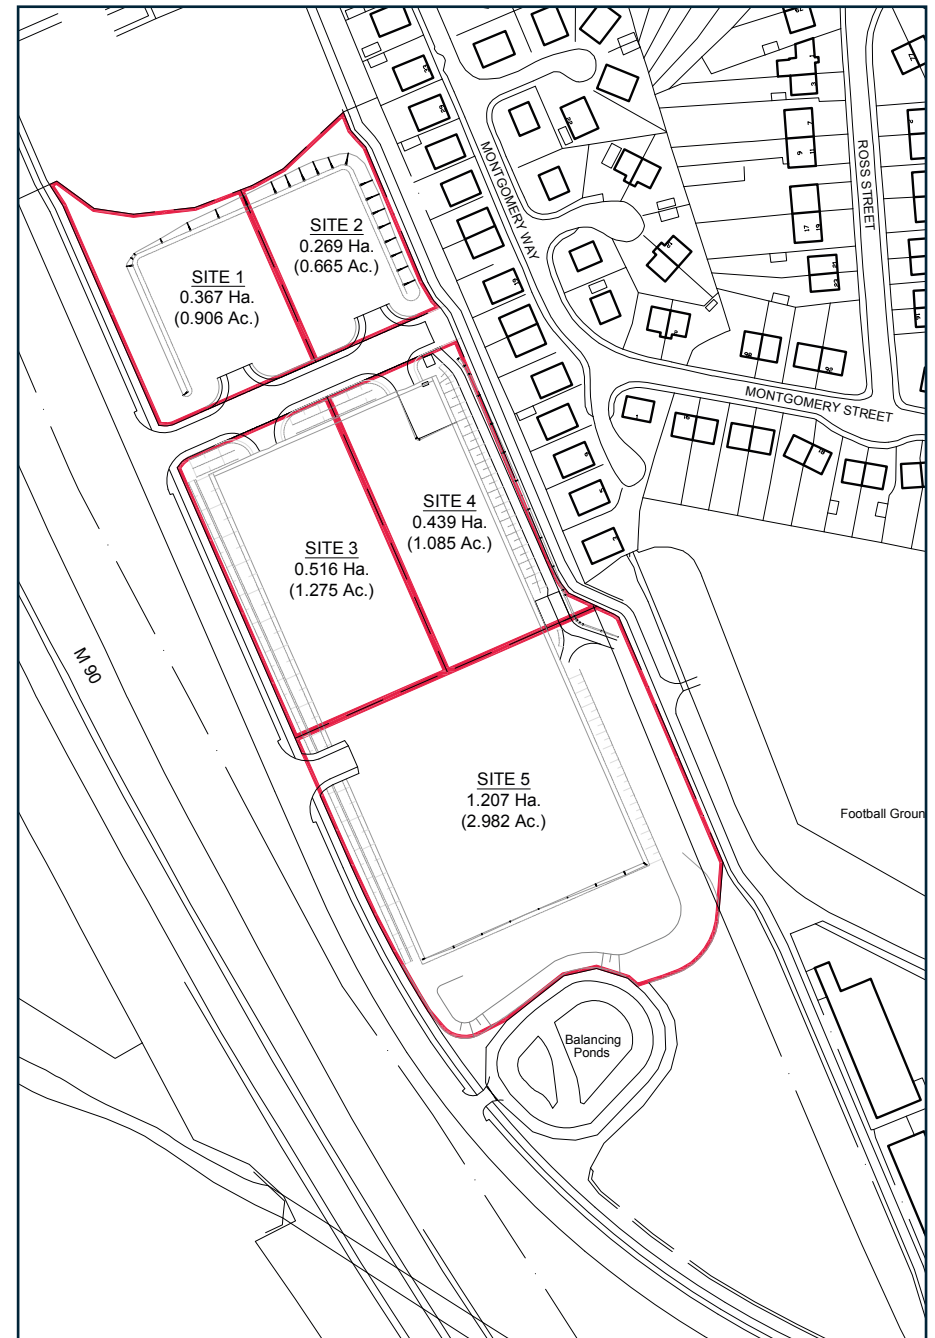 MONTGOMERY WAY
ROSS STREET
SITE 2
0.269 Ha.
(0.665 Ac.)
SITE 1
0.367 Ha.
(0.906 Ac.)
MONTGOMERY STREET
SITE 4
0.439 Ha.
(1.085 Ac.)
SITE 3
0.516 Ha.
(1.275 Ac.)
M 90
SITE 5
1.207 Ha.
(2.982 Ac.)
Football Groun
Balancing
Ponds